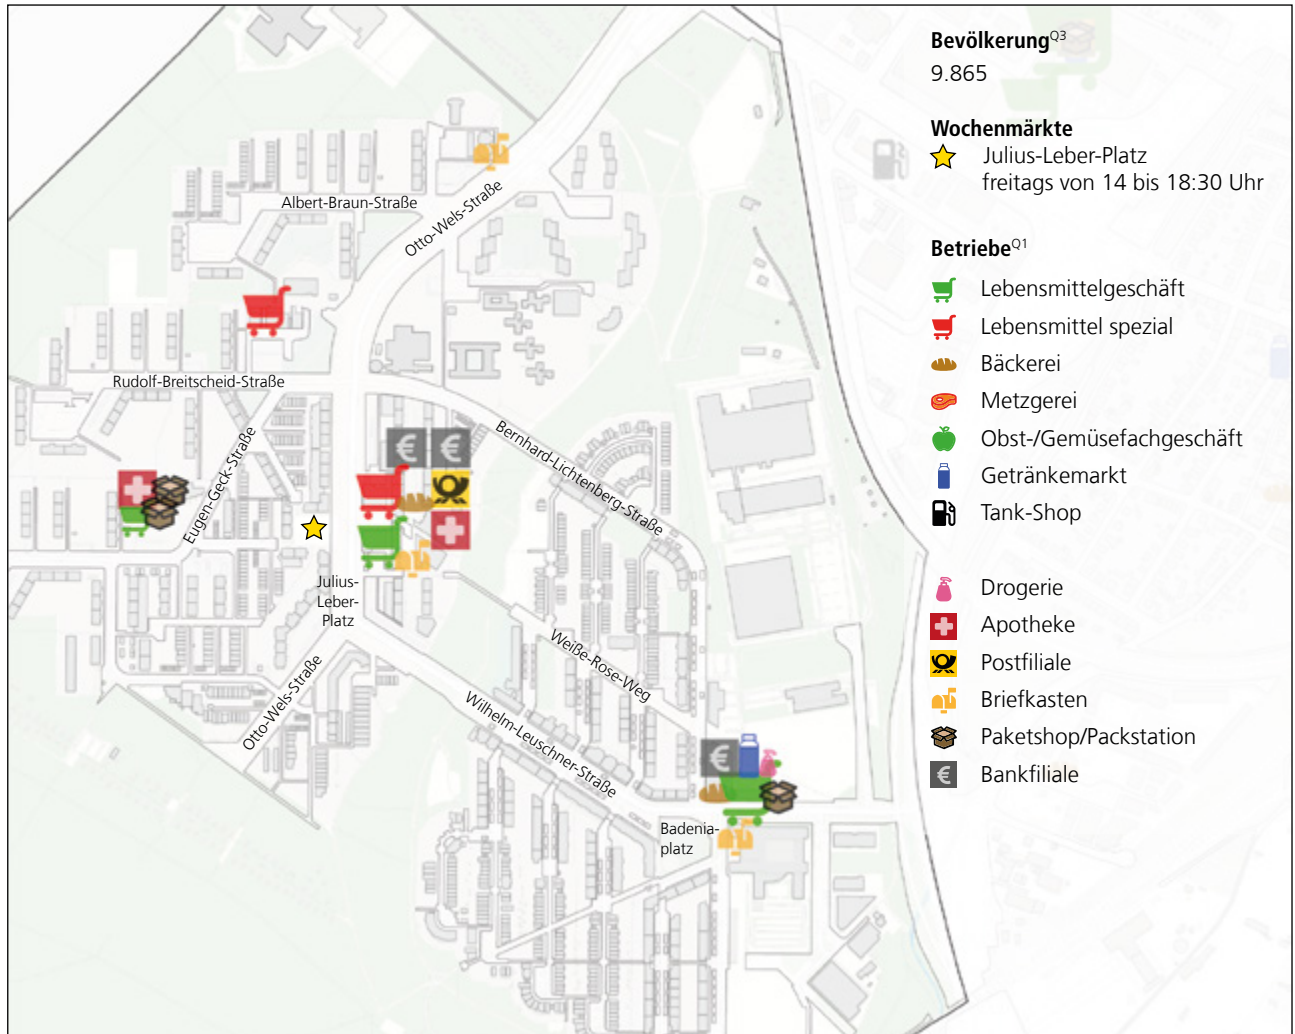 Bevölkerung Q3
9.865
Wochenmärkte
Julius-Leber-Platz
freitags von 14 bis 18:30 Uhr
Betriebe Q1
Lebensmittelgeschäft
Lebensmittel spezial
Bäckerei
Metzgerei
Obst-/Gemüsefachgeschäft
Getränkemarkt
Tank-Shop
Drogerie
Apotheke
Postfiliale
Briefkasten
Paketshop/Packstation
€ Bankfiliale
Albert-Braun-Straße
Otto-Wels-Straße
Rudolf-Breitscheid-Straße
Eugen-Geck-Straße
€ €
Bernhard-Lichtenberg-Straße
Julius-
Leber-
Platz
Weiße-Rose-Weg
Otto-Wels-Straße
Wilhelm-Leuschner-Straße
€
Badenia-
platz